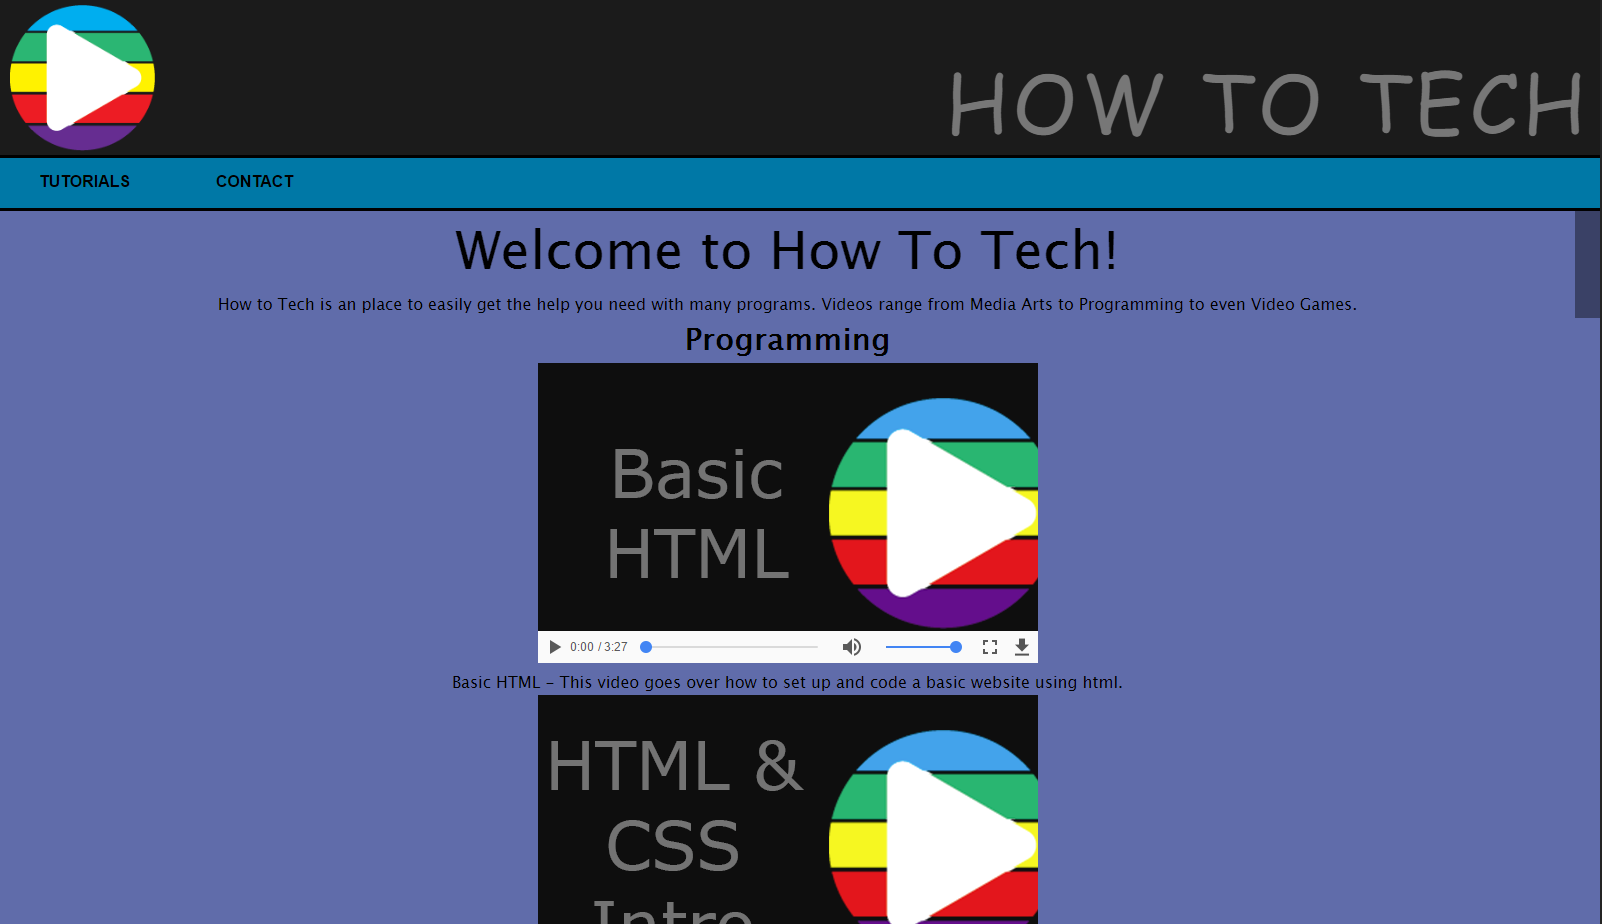 HOW TO TECH
TUTORIALS CONTACT
Welcome to How To Tech!
How to Tech is an place to easily get the help you need with many programs. Videos range from Media Arts to Programming to even Video Games.
Programming
Basic
HTML
0:00 / 3:27
Basic HTML - This video goes over how to set up and code a basic website using html.
HTML &
CSS
Intro